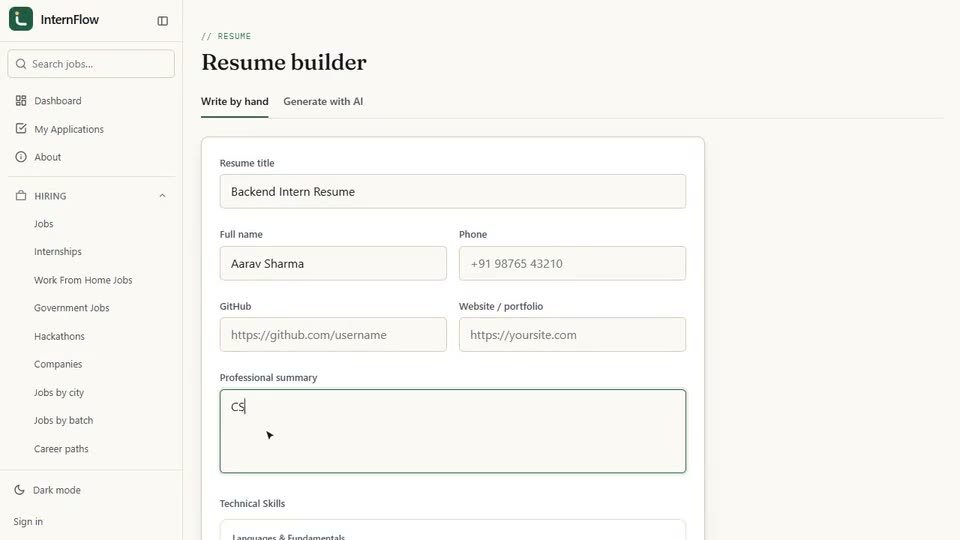 InternFlow
Search jobs...
Dashboard
My Applications
About
HIRING
Jobs
Internships
Work From Home Jobs
Government Jobs
Hackathons
Companies
Jobs by city
Jobs by batch
Career paths
Dark mode
Sign in
// RESUME
Resume builder
Write by hand Generate with AI
Resume title
Backend Intern Resume
Full name Phone
Aarav Sharma +91 98765 43210
GitHub Website / portfolio
https://github.com/username https://yoursite.com
Professional summary
CS
Technical Skills
Languages & Fundamentals